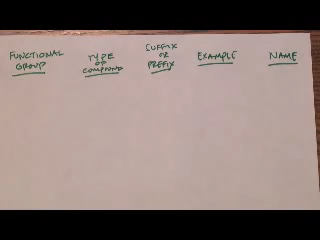 FUNCTIONAL
GROUP
TYPE
OF
COMPOUND
SUFFIX
OR
PREFIX
EXAMPLE
NAME